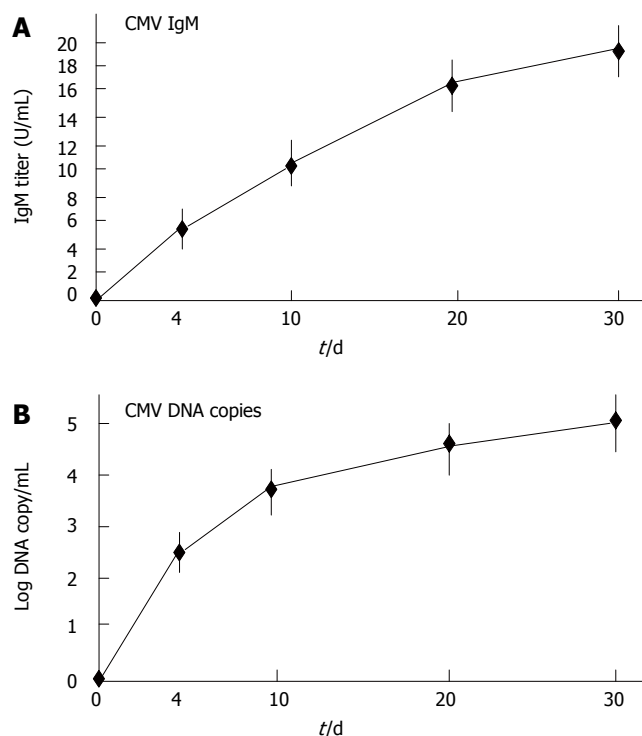 A
CMV IgM
IgM titer (U/mL)
20
18
16
14
12
10
8
6
4
2
0
0 4 10 20 30
t/d
B
CMV DNA copies
Log DNA copy/mL
5
4
3
2
1
0
0 4 10 20 30
t/d